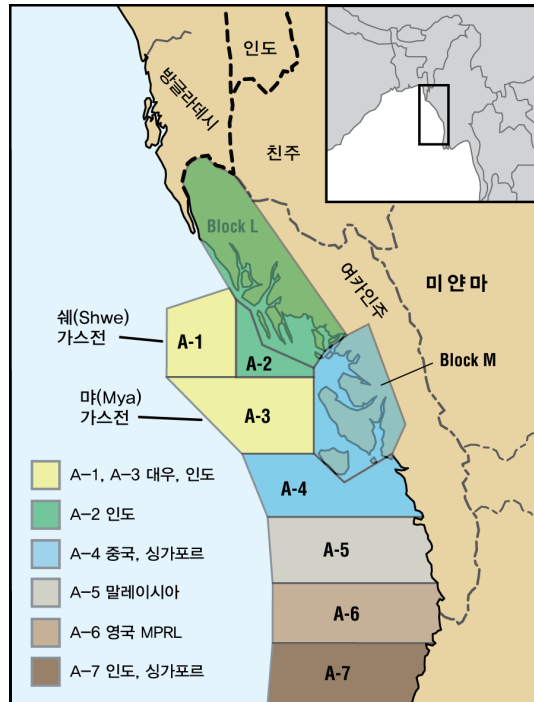 인도
방글라데시
친주
Block L
여카인주
미얀마
쉐(Shwe)
가스전
A-1
A-2
Block M
먀(Mya)
가스전
A-3
A-4
A-5
A-6
A-7
A-1, A-3 대우, 인도
A-2 인도
A-4 중국, 싱가포르
A-5 말레이시아
A-6 영국 MPRL
A-7 인도, 싱가포르